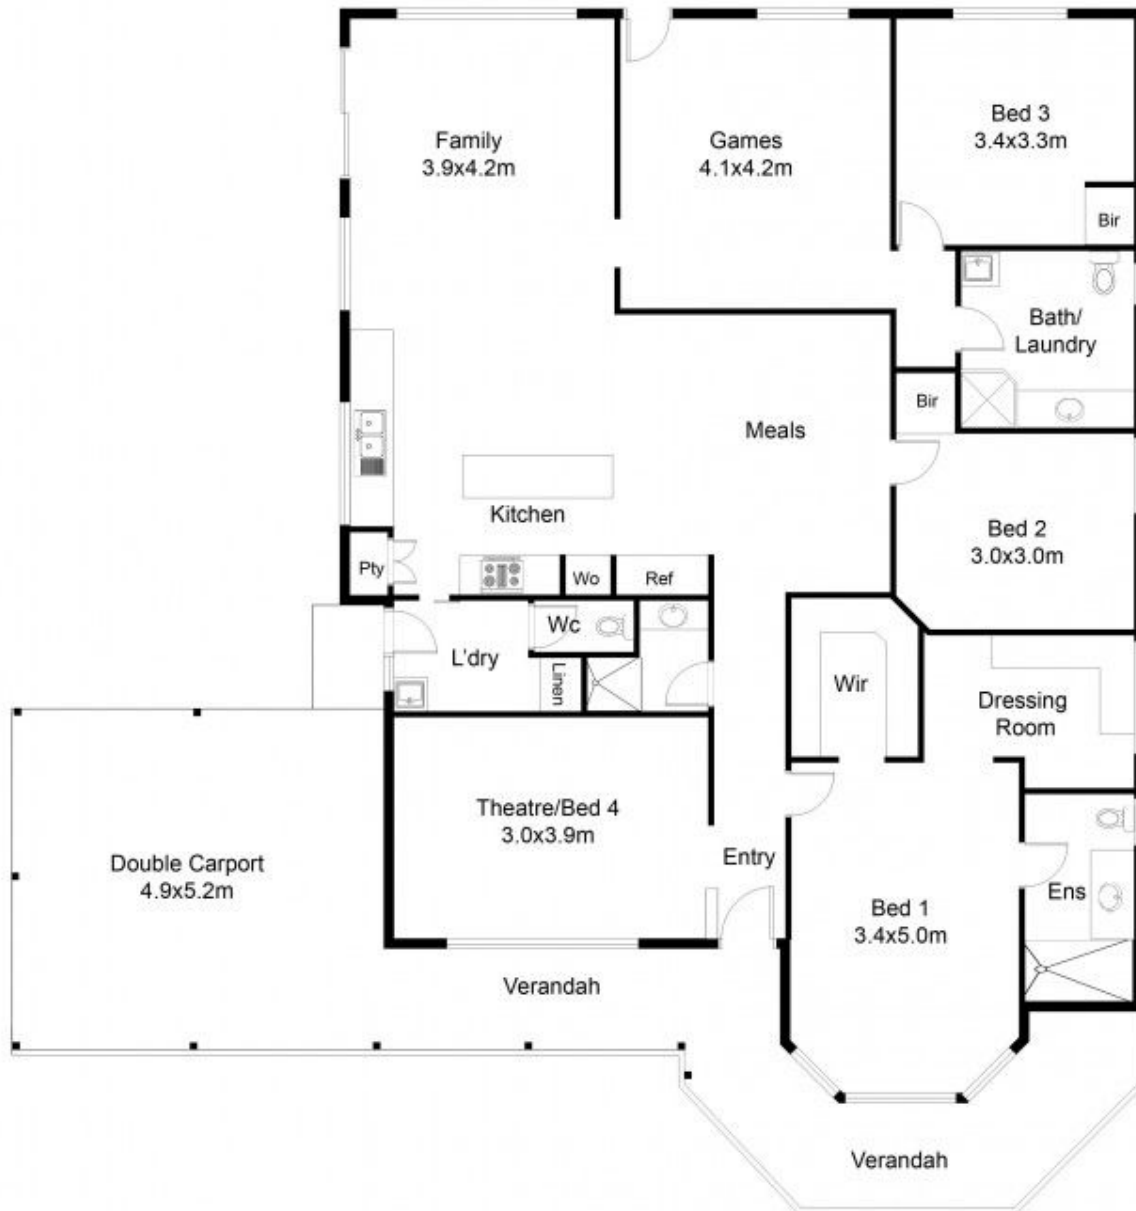 Family
3.9x4.2m
Games
4.1x4.2m
Bed 3
3.4x3.3m
Bir
Bath/
Laundry
Bir
Meals
Kitchen
Bed 2
3.0x3.0m
Pty
Wo
Ref
Wc
L'dry
Linen
Wir
Dressing
Room
Theatre/Bed 4
3.0x3.9m
Double Carport
4.9x5.2m
Entry
Ens
Bed 1
3.4x5.0m
Verandah
Verandah